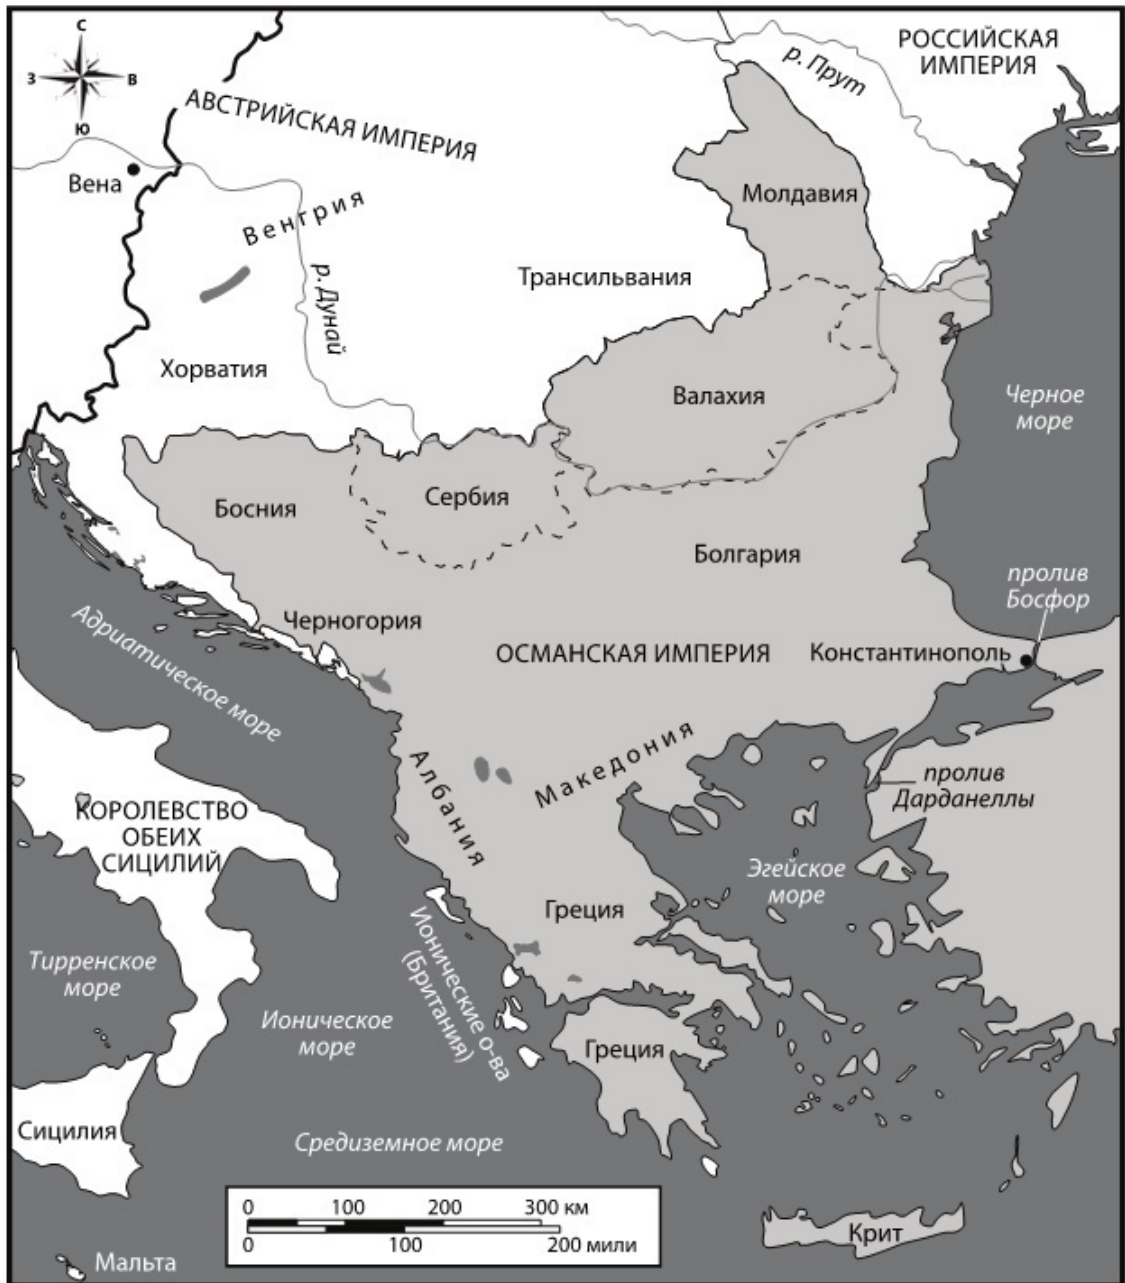 С
З
В
Ю
РОССИЙСКАЯ
ИМПЕРИЯ
р. Прут
АВСТРИЙСКАЯ ИМПЕРИЯ
Вена
Венгрия
Молдавия
Трансильвания
р. Дунай
Хорватия
Валахия
Черное
море
Босния
Сербия
Болгария
пролив
Босфор
Черногория
ОСМАНСКАЯ ИМПЕРИЯ
Константинополь
Адриатическое море
Македония
Албания
пролив
Дарданеллы
КОРОЛЕВСТВО
ОБЕИХ
СИЦИЛИЙ
Эгейское
море
Греция
Ионические о-ва
(Британия)
Тирренское
море
Ионическое
море
Греция
Сицилия
Средиземное море
0 100 200 300 км
0 100 200 мили
Крит
Мальта